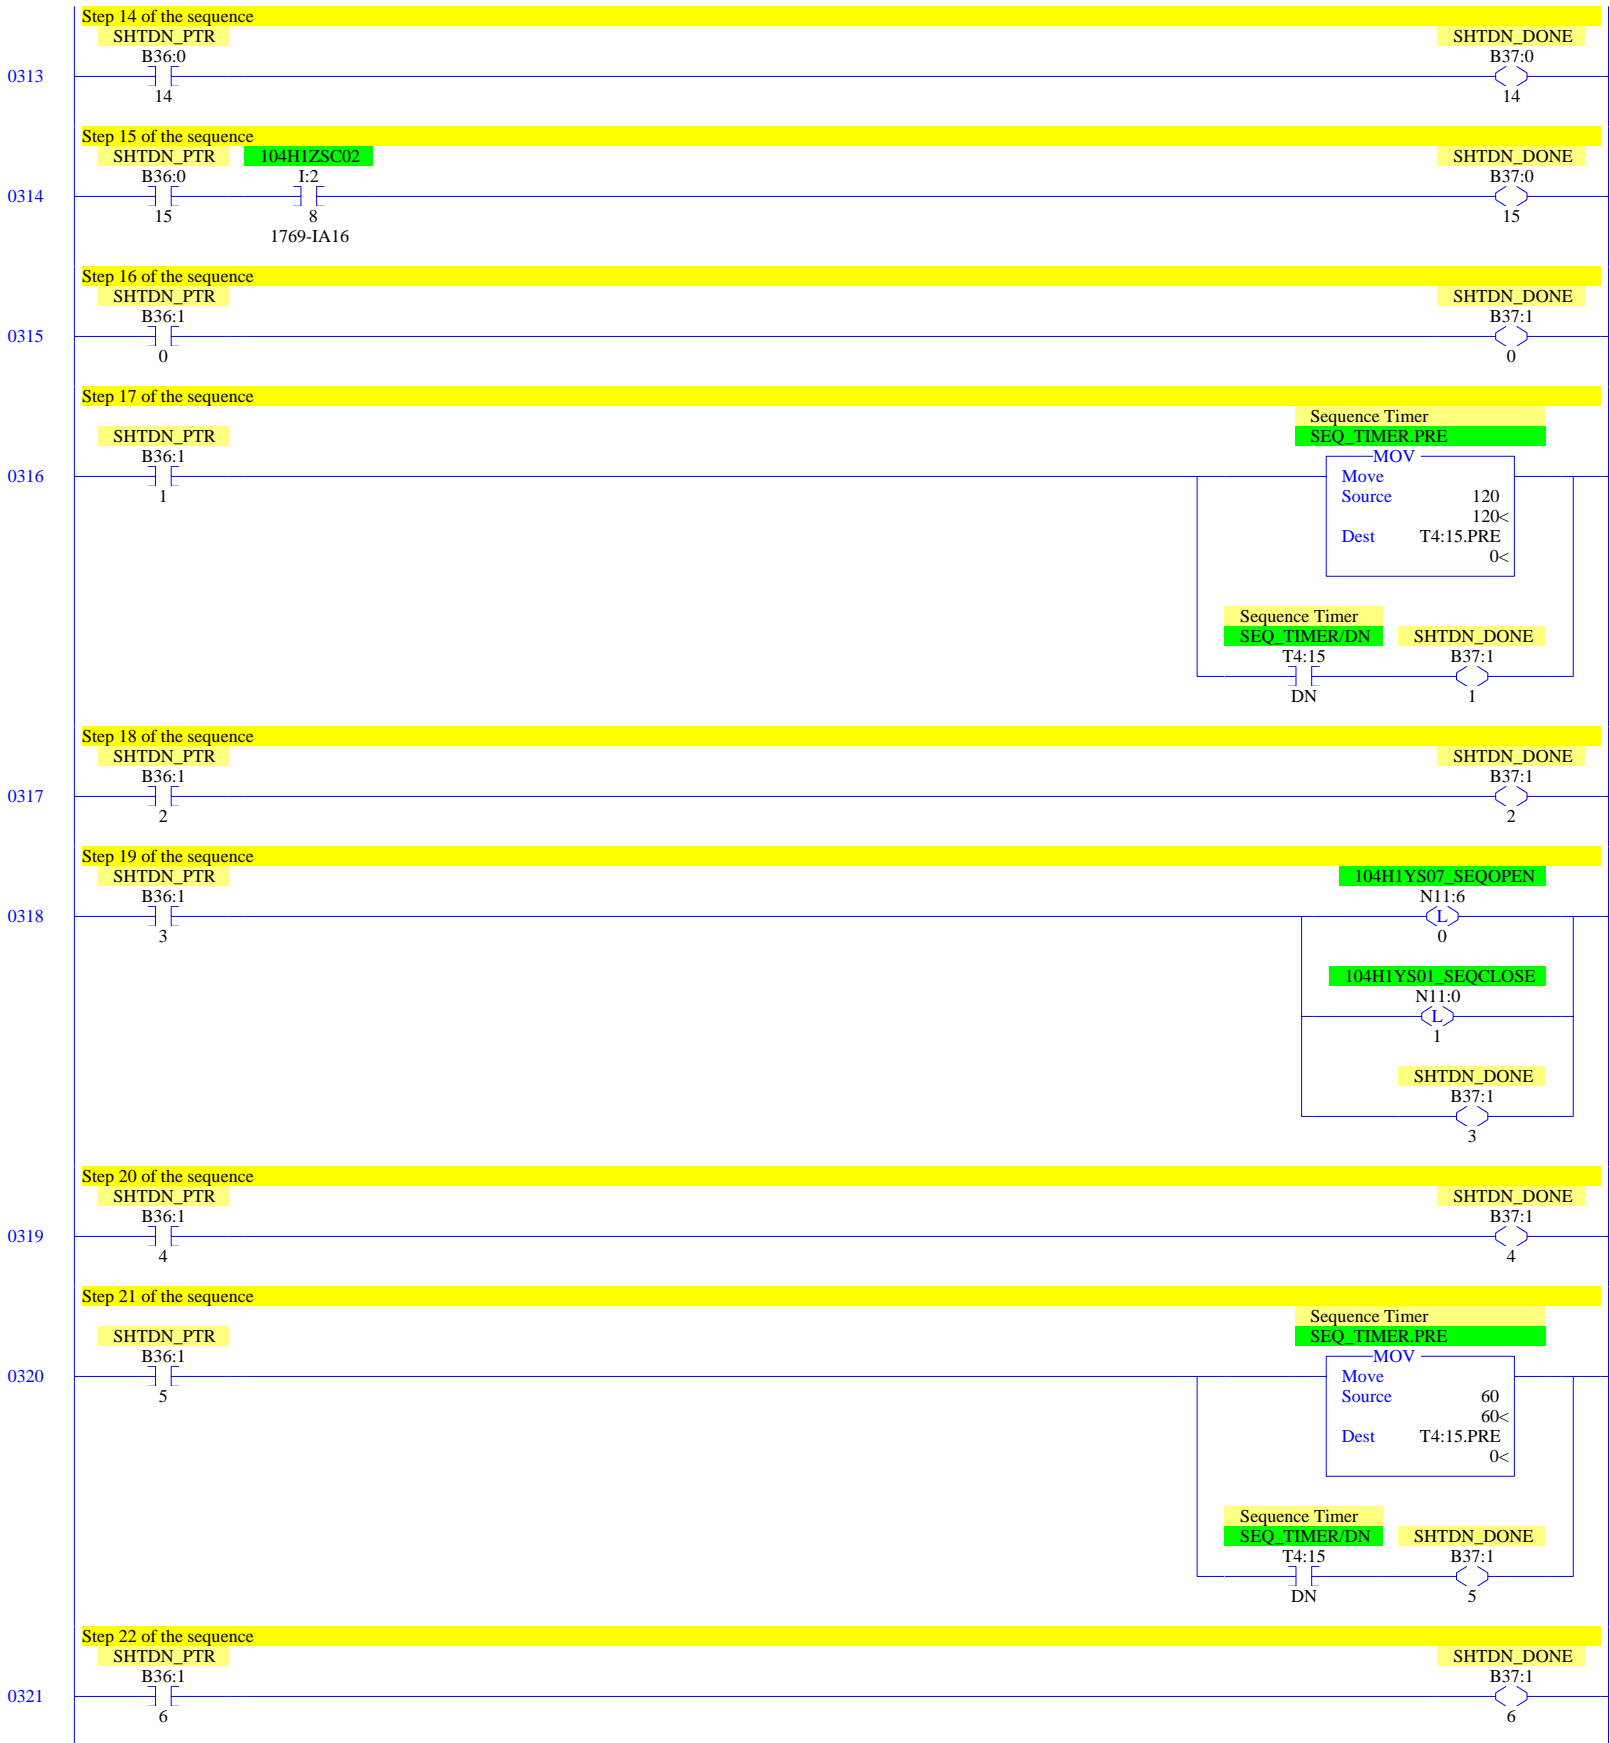 Step 14 of the sequence
SHTDN_PTR SHTDN_DONE
B36:0 B37:0
0313
14 14
Step 15 of the sequence
SHTDN_PTR 104H1ZSC02 SHTDN_DONE
B36:0 I:2 B37:0
0314
15 8 15
1769-IA16
Step 16 of the sequence
SHTDN_PTR SHTDN_DONE
B36:1 B37:1
0315
0 0
Step 17 of the sequence
Sequence Timer
SHTDN_PTR SEQ_TIMER.PRE
B36:1 MOV
0316 Move
1 Source 120
120<
Dest T4:15.PRE
0<
Sequence Timer
SEQ_TIMER/DN SHTDN_DONE
T4:15 B37:1
DN 1
Step 18 of the sequence
SHTDN_PTR SHTDN_DONE
B36:1 B37:1
0317
2 2
Step 19 of the sequence
SHTDN_PTR 104H1YS07_SEQOPEN
B36:1 N11:6
0318 L
3 0
104H1YS01_SEQCLOSE
N11:0
L
1
SHTDN_DONE
B37:1
3
Step 20 of the sequence
SHTDN_PTR SHTDN_DONE
B36:1 B37:1
0319
4 4
Step 21 of the sequence
Sequence Timer
SHTDN_PTR SEQ_TIMER.PRE
B36:1 MOV
0320 Move
5 Source 60
60<
Dest T4:15.PRE
0<
Sequence Timer
SEQ_TIMER/DN SHTDN_DONE
T4:15 B37:1
DN 5
Step 22 of the sequence
SHTDN_PTR SHTDN_DONE
B36:1 B37:1
0321
6 6